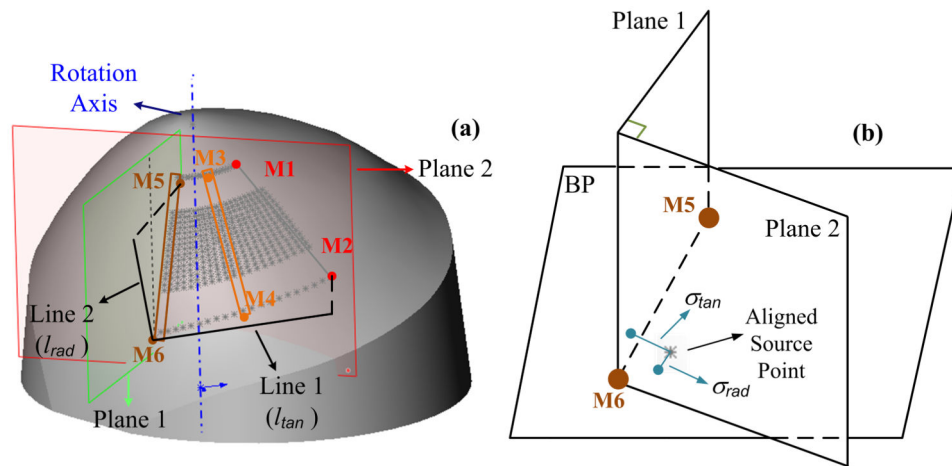 Rotation
Axis
(a)
M3
M1
Plane 2
M5
M2
M4
Line 2
(l_rad)
M6
Line 1
(l_tan)
Plane 1
Plane 1
(b)
BP
M5
Plane 2
σ_tan
Aligned
Source
Point
M6
σ_rad